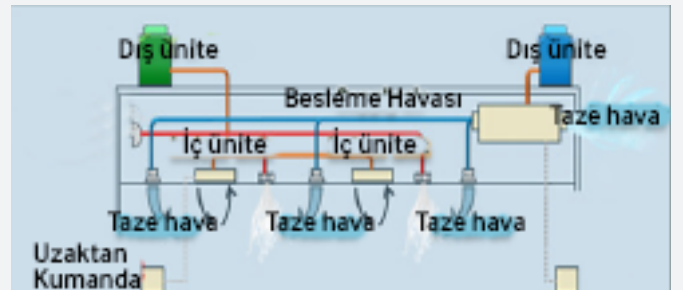 Dış ünite
Dış ünite
Besleme Havası
Taze hava
İç ünite
İç ünite
Taze hava
Taze hava
Taze hava
Uzaktan
Kumanda